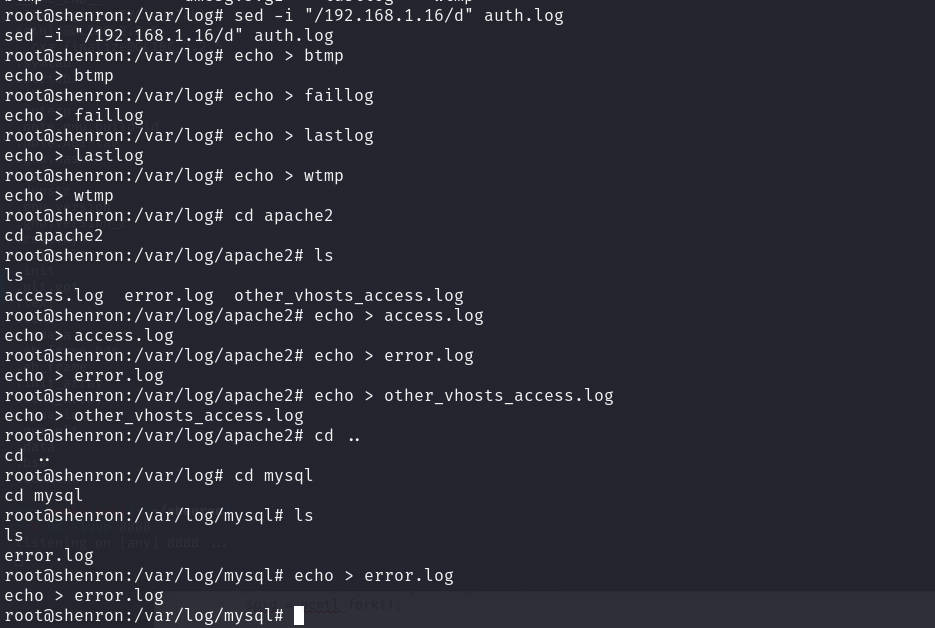 root@shenron:/var/log# sed -i "/192.168.1.16/d" auth.log
sed -i "/192.168.1.16/d" auth.log
root@shenron:/var/log# echo > btmp
echo > btmp
root@shenron:/var/log# echo > faillog
echo > faillog
root@shenron:/var/log# echo > lastlog
echo > lastlog
root@shenron:/var/log# echo > wtmp
echo > wtmp
root@shenron:/var/log# cd apache2
cd apache2
root@shenron:/var/log/apache2# ls
ls
access.log  error.log  other_vhosts_access.log
root@shenron:/var/log/apache2# echo > access.log
echo > access.log
root@shenron:/var/log/apache2# echo > error.log
echo > error.log
root@shenron:/var/log/apache2# echo > other_vhosts_access.log
echo > other_vhosts_access.log
root@shenron:/var/log/apache2# cd ..
cd ..
root@shenron:/var/log# cd mysql
cd mysql
root@shenron:/var/log/mysql# ls
ls
error.log
root@shenron:/var/log/mysql# echo > error.log
echo > error.log
root@shenron:/var/log/mysql#